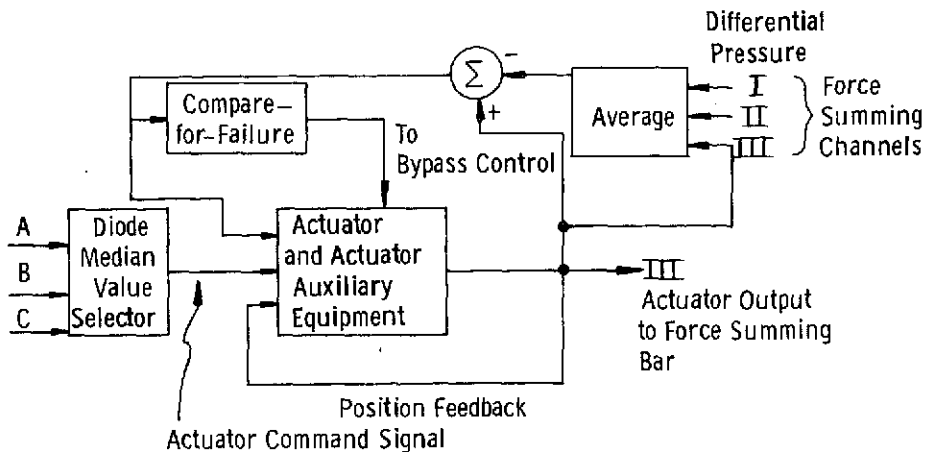 Differential
Pressure
I
II
III
Force
Summing
Channels
Average
−
Σ
+
Compare–
for–Failure
To
Bypass Control
A
B
C
Diode
Median
Value
Selector
Actuator
and Actuator
Auxiliary
Equipment
III
Actuator Output
to Force Summing
Bar
Position Feedback
Actuator Command Signal